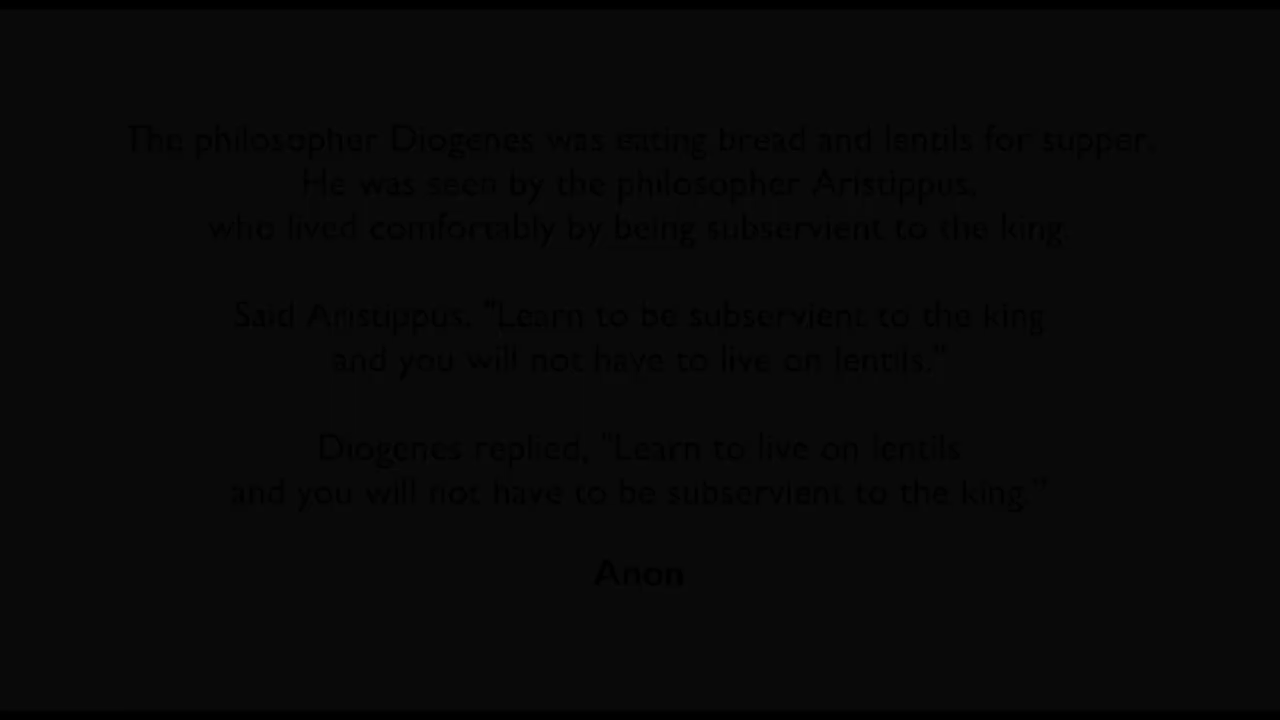 The philosopher Diogenes was eating bread and lentils for supper.
He was seen by the philosopher Aristippus,
who lived comfortably by being subservient to the king.
Said Aristippus, "Learn to be subservient to the king
and you will not have to live on lentils."
Diogenes replied, "Learn to live on lentils
and you will not have to be subservient to the king."
Anon